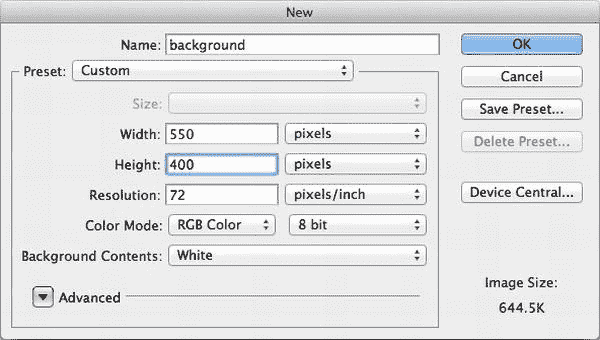 New
Name: background
OK
Preset: Custom
Cancel
Size:
Save Preset...
Width: 550 pixels
Delete Preset...
Height: 400 pixels
Resolution: 72 pixels/inch
Device Central...
Color Mode: RGB Color 8 bit
Background Contents: White
Advanced
Image Size:
644.5K